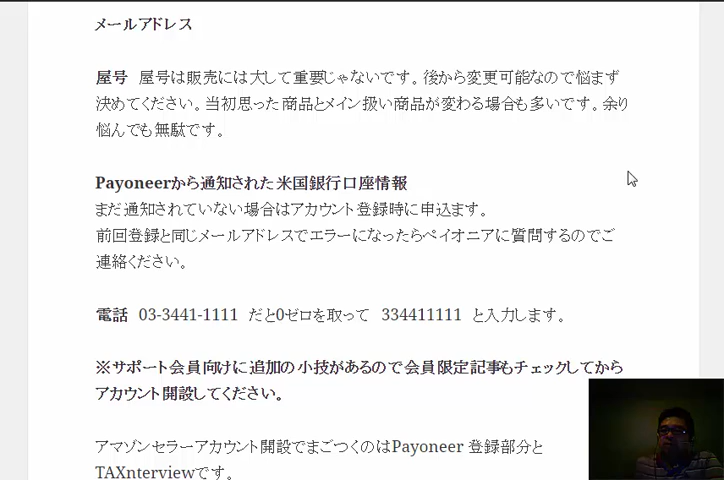 メールアドレス
屋号 屋号は販売には大して重要じゃないです。後から変更可能なので悩まず
決めてください。当初思った商品とメイン扱い商品が変わる場合も多いです。余り
悩んでも無駄です。
Payoneerから通知された米国銀行口座情報
まだ通知されていない場合はアカウント登録時に申込ます。
前回登録と同じメールアドレスでエラーになったらペイオニアに質問するのでご
連絡ください。
電話 03-3441-1111 だと0ゼロを取って 334411111 と入力します。
※サポート会員向けに追加の小技があるので会員限定記事もチェックしてから
アカウント開設してください。
アマゾンセラーアカウント開設でまごつくのはPayoneer 登録部分と
TAXnterviewです。